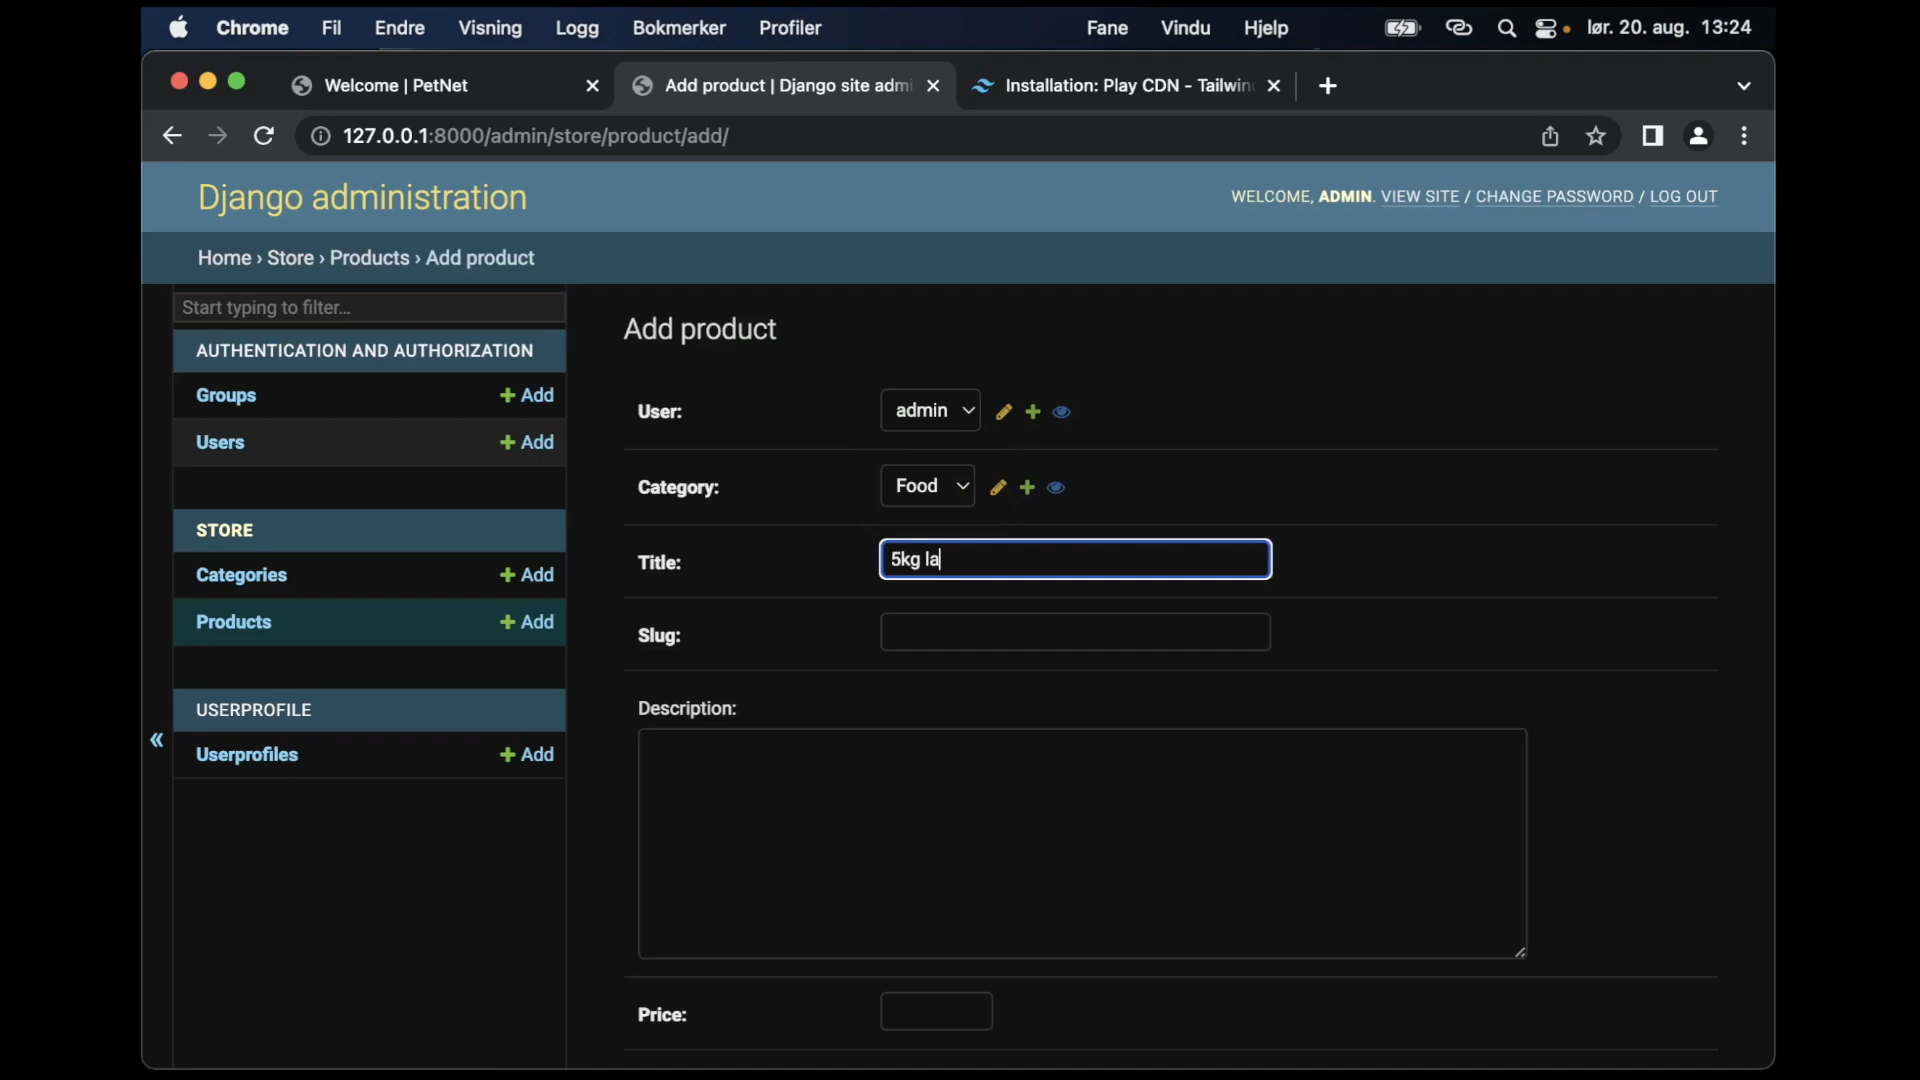 Chrome Fil Endre Visning Logg Bokmerker Profiler Fane Vindu Hjelp lør. 20. aug. 13:24
Welcome | PetNet Add product | Django site admi Installation: Play CDN - Tailwin
127.0.0.1:8000/admin/store/product/add/
Django administration
WELCOME, ADMIN. VIEW SITE / CHANGE PASSWORD / LOG OUT
Home › Store › Products › Add product
Start typing to filter...
AUTHENTICATION AND AUTHORIZATION
Groups + Add
Users + Add
STORE
Categories + Add
Products + Add
USERPROFILE
Userprofiles + Add
«
Add product
User: admin
Category: Food
Title: 5kg la
Slug:
Description:
Price: